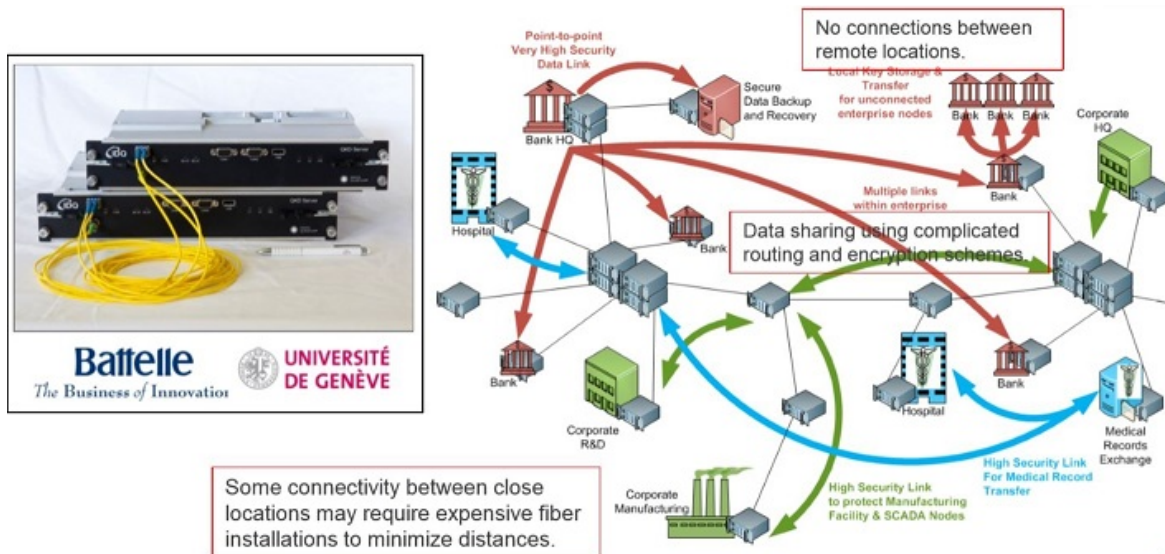 No connections between
remote locations.
Point-to-point
Very High Security
Data Link
Local Key Storage &
Transfer
for unconnected
enterprise nodes
Bank
Bank
Bank
Corporate
HQ
Secure
Data Backup
and Recovery
Bank HQ
Bank
Multiple links
within enterprise
Hospital
Bank
Data sharing using complicated
routing and encryption schemes.
QKD Server
QKD Server
Battelle
The Business of Innovation
UNIVERSITÉ
DE GENÈVE
Bank
Corporate
R&D
Hospital
Bank
Medical
Records
Exchange
High Security Link
For Medical Record
Transfer
High Security Link
to protect Manufacturing
Facility & SCADA Nodes
Corporate
Manufacturing
Some connectivity between close
locations may require expensive fiber
installations to minimize distances.